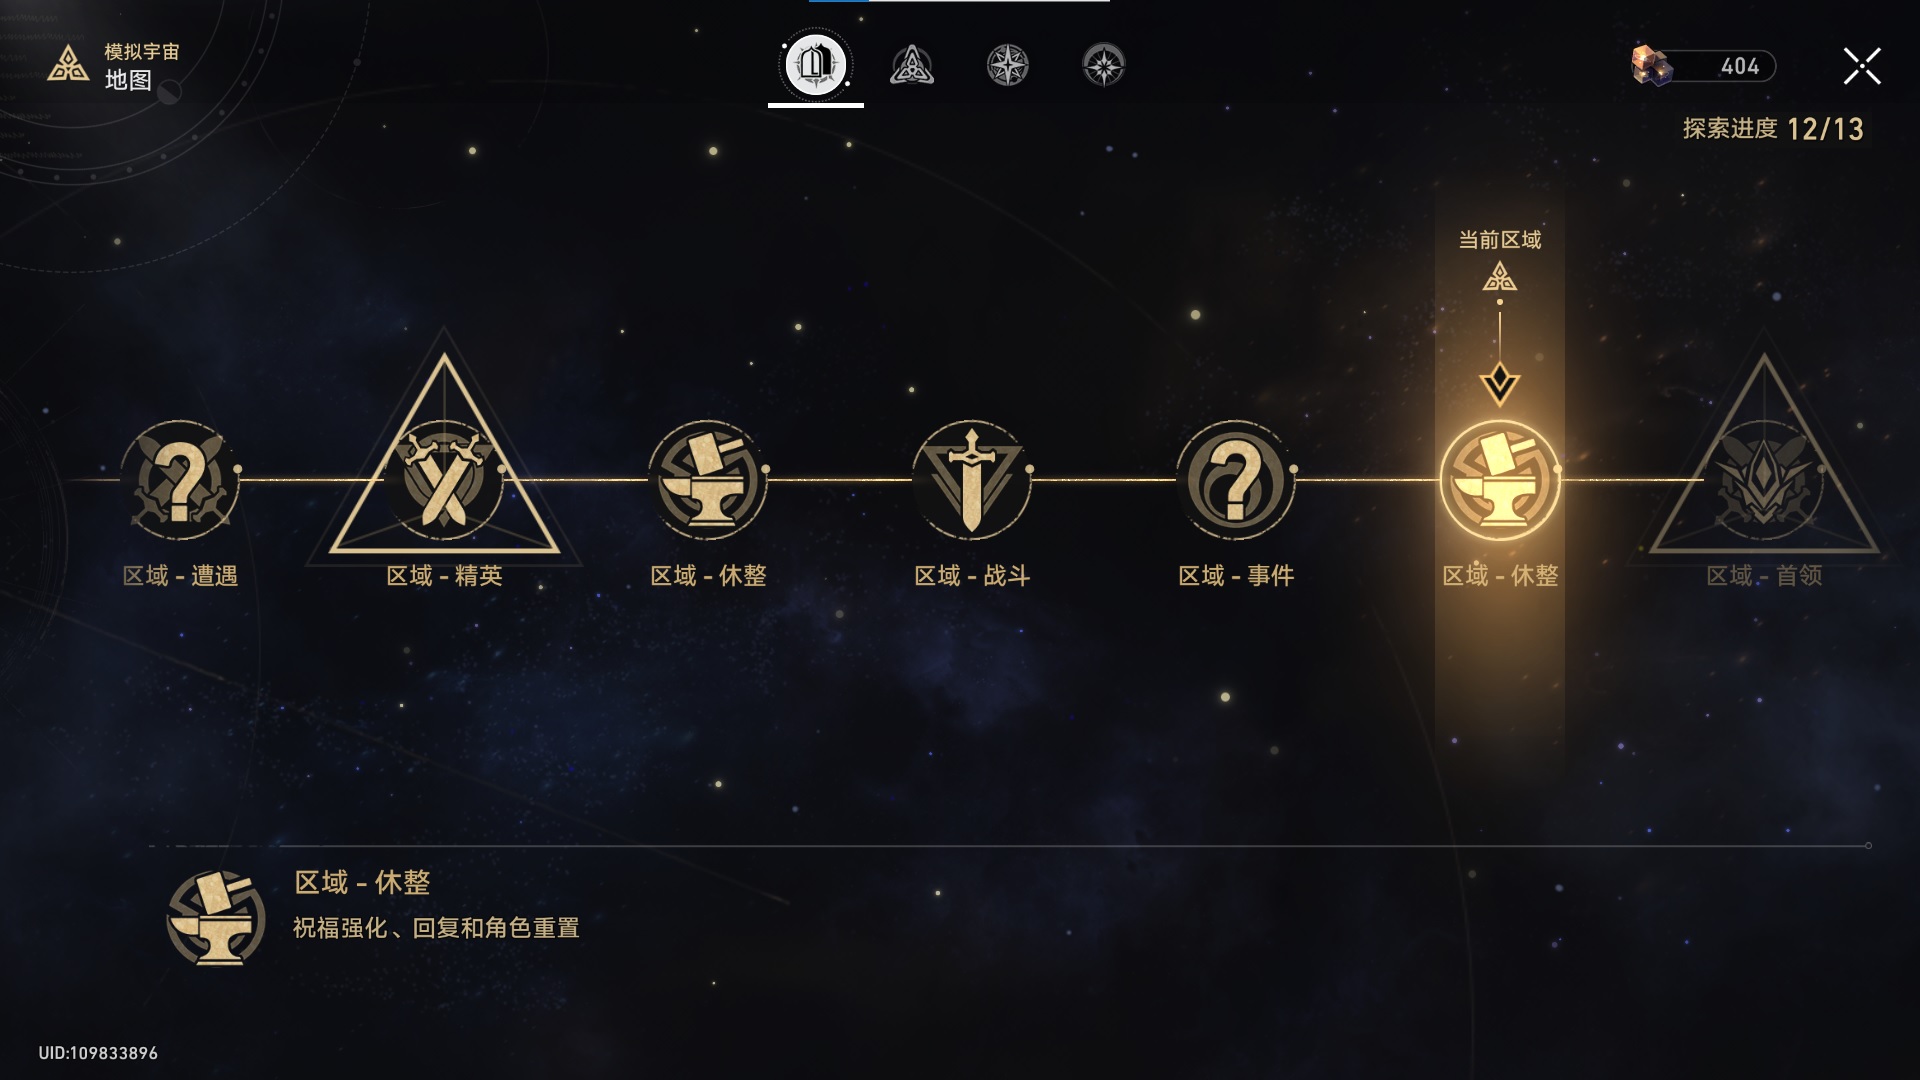 模拟宇宙
地图
404
探索进度 12/13
当前区域
区域 - 遭遇
区域 - 精英
区域 - 休整
区域 - 战斗
区域 - 事件
区域 - 休整
区域 - 首领
区域 - 休整
祝福强化、回复和角色重置
UID:109833896